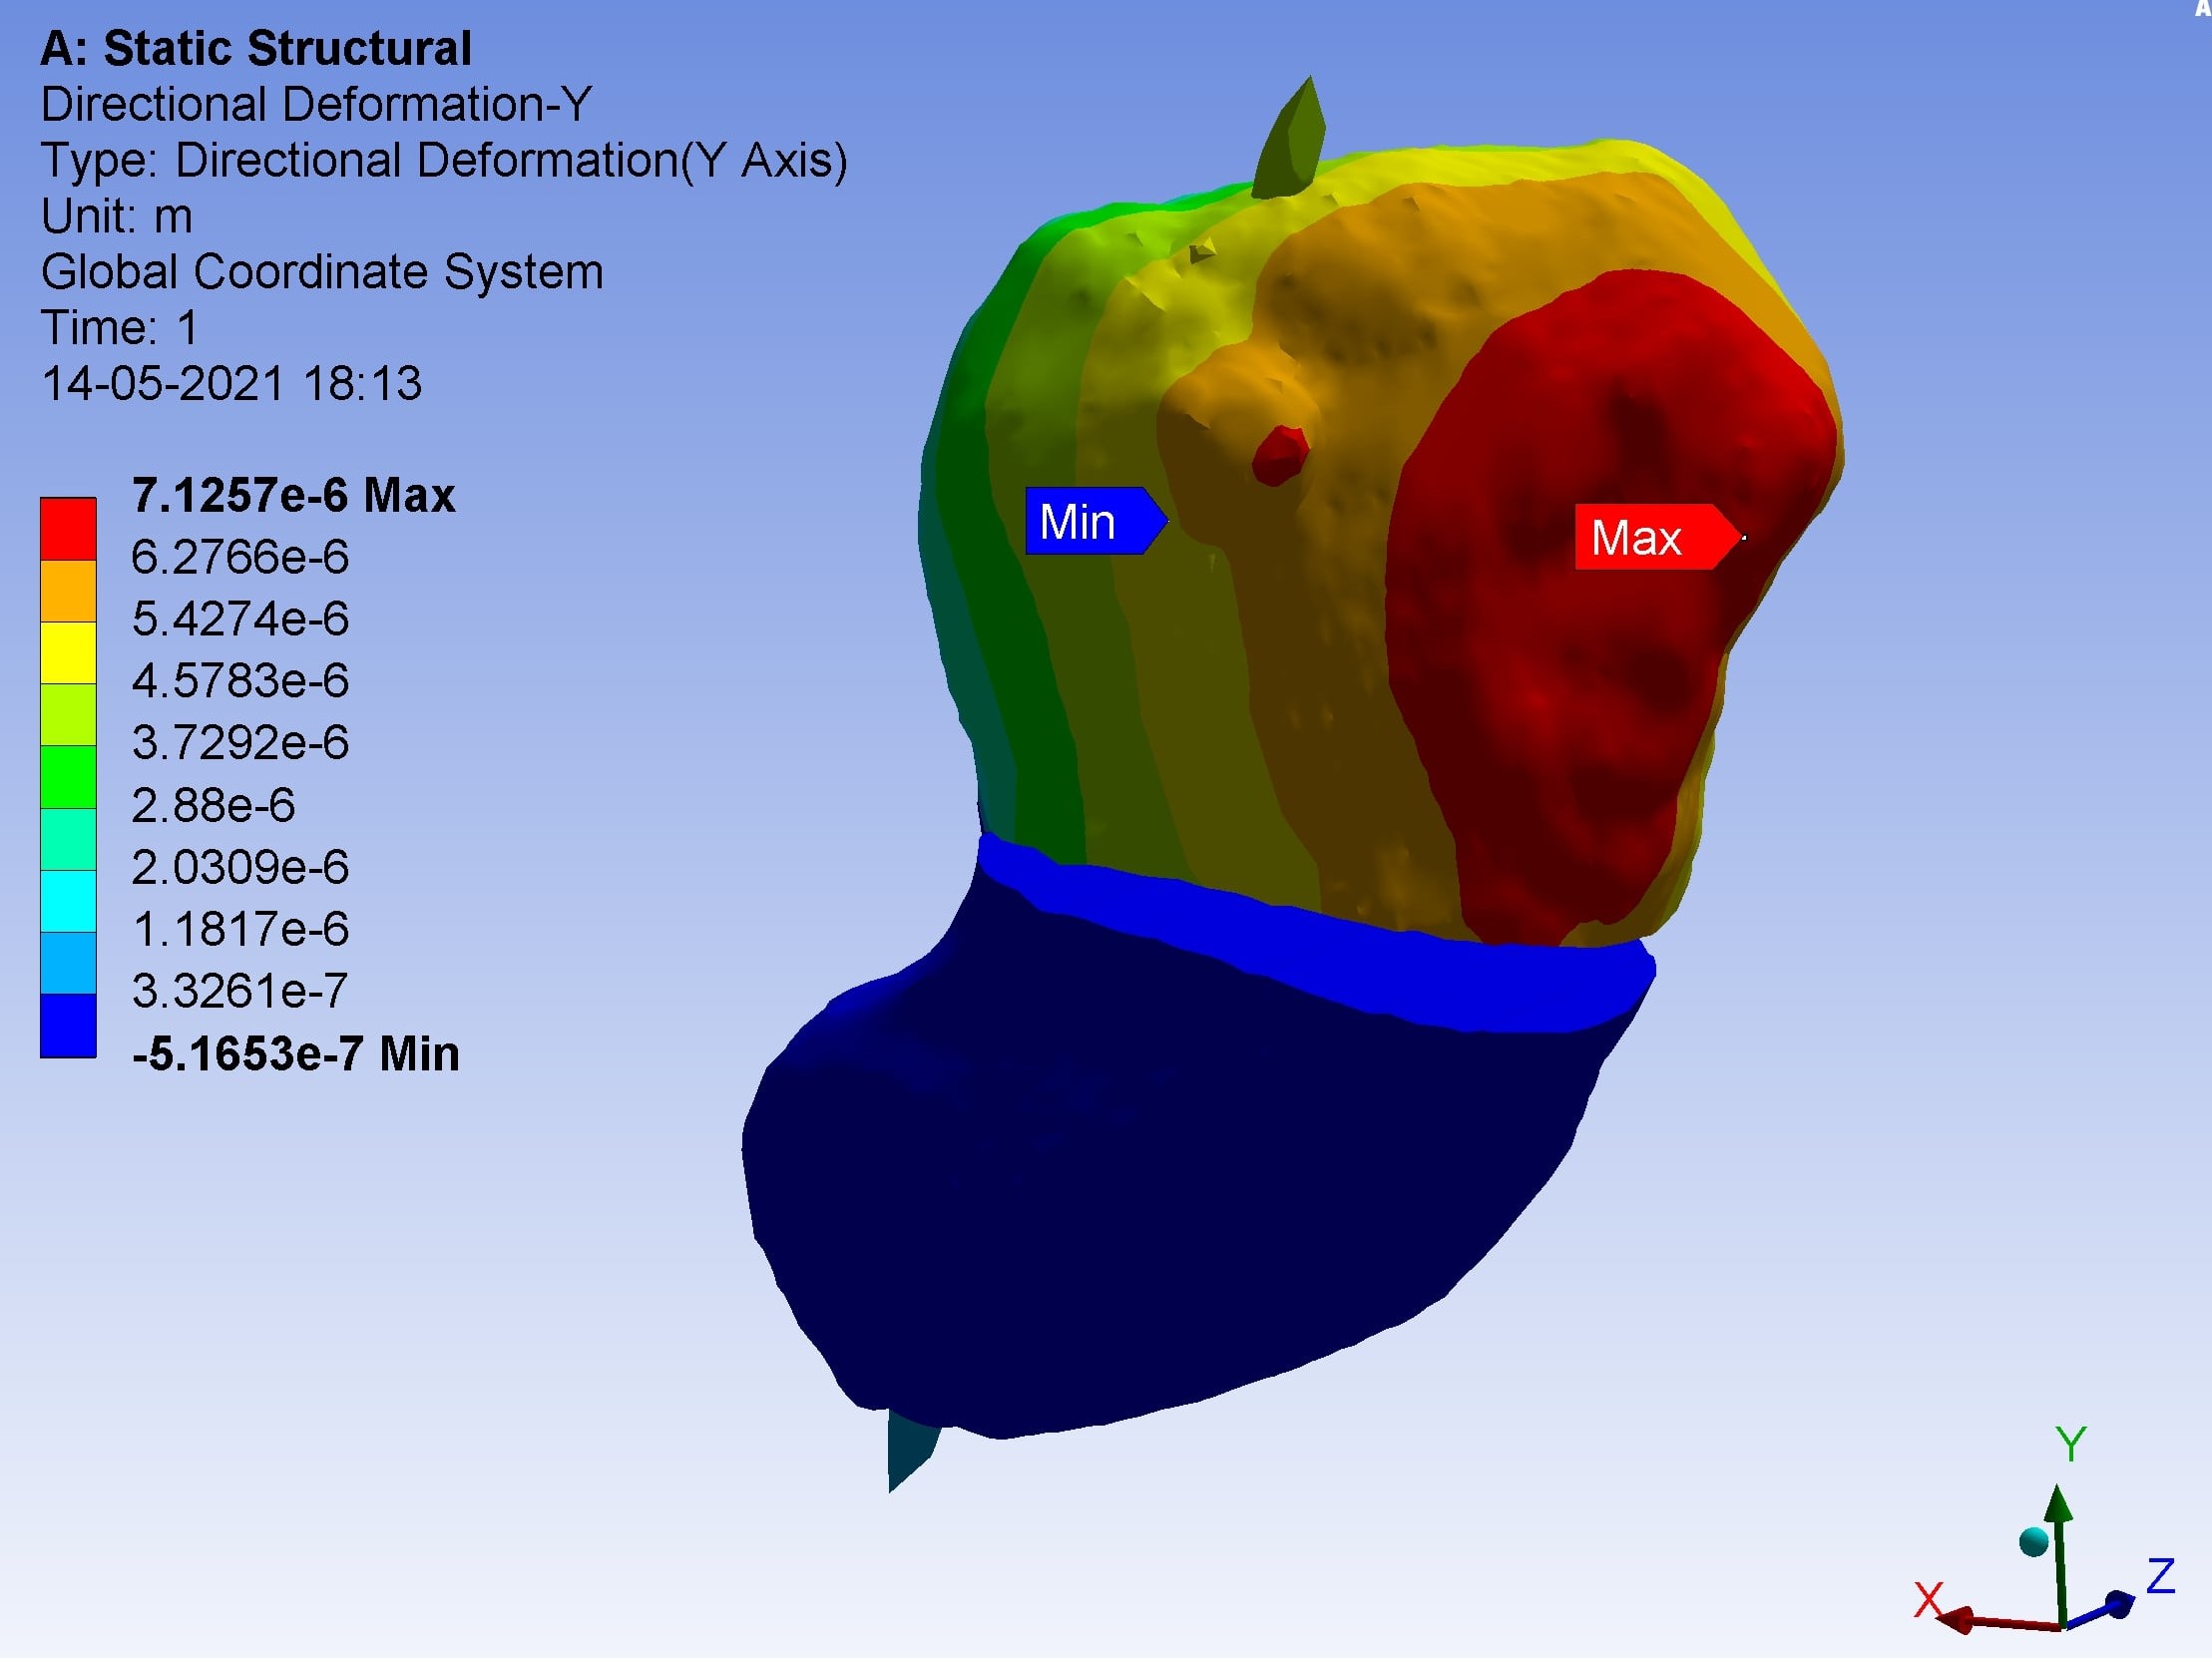 A
A: Static Structural
Directional Deformation-Y
Type: Directional Deformation(Y Axis)
Unit: m
Global Coordinate System
Time: 1
14-05-2021 18:13
7.1257e-6 Max
6.2766e-6
5.4274e-6
4.5783e-6
3.7292e-6
2.88e-6
2.0309e-6
1.1817e-6
3.3261e-7
-5.1653e-7 Min
Min
Max
Y
X
Z